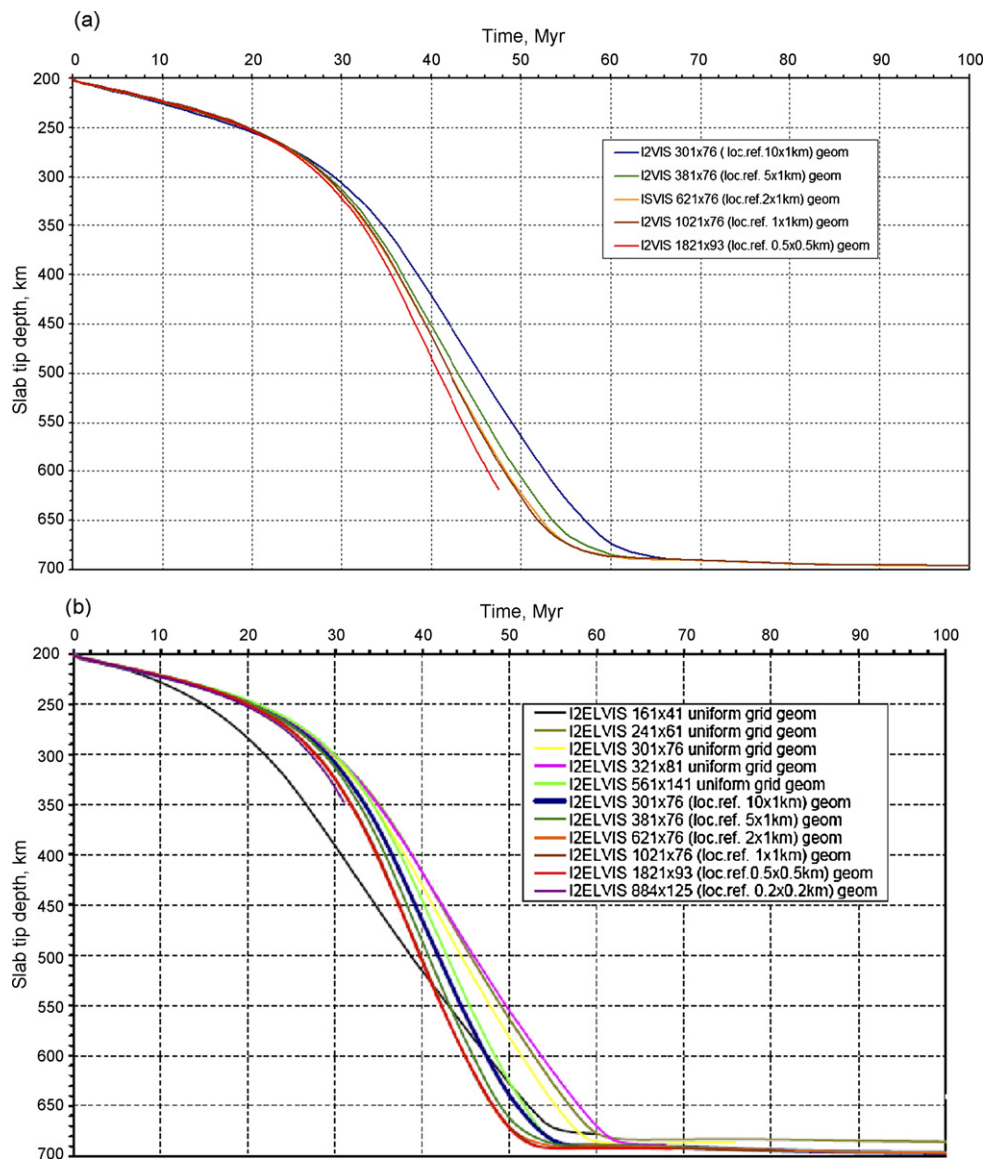 (a)
Time, Myr
0 10 20 30 40 50 60 70 80 90 100
Slab tip depth, km
200
250
300
350
400
450
500
550
600
650
700
I2VIS 301x76 ( loc.ref.10x1km) geom
I2VIS 381x76 (loc.ref. 5x1km) geom
ISVIS 621x76 (loc.ref.2x1km) geom
I2VIS 1021x76 (loc.ref. 1x1km) geom
I2VIS 1821x93 (loc.ref. 0.5x0.5km) geom
(b)
Time, Myr
0 10 20 30 40 50 60 70 80 90 100
Slab tip depth, km
200
250
300
350
400
450
500
550
600
650
700
I2ELVIS 161x41 uniform grid geom
I2ELVIS 241x61 uniform grid geom
I2ELVIS 301x76 uniform grid geom
I2ELVIS 321x81 uniform grid geom
I2ELVIS 561x141 uniform grid geom
I2ELVIS 301x76 (loc.ref. 10x1km) geom
I2ELVIS 381x76 (loc.ref. 5x1km) geom
I2ELVIS 621x76 (loc.ref. 2x1km) geom
I2ELVIS 1021x76 (loc.ref. 1x1km) geom
I2ELVIS 1821x93 (loc.ref.0.5x0.5km) geom
I2ELVIS 884x125 (loc.ref. 0.2x0.2km) geom